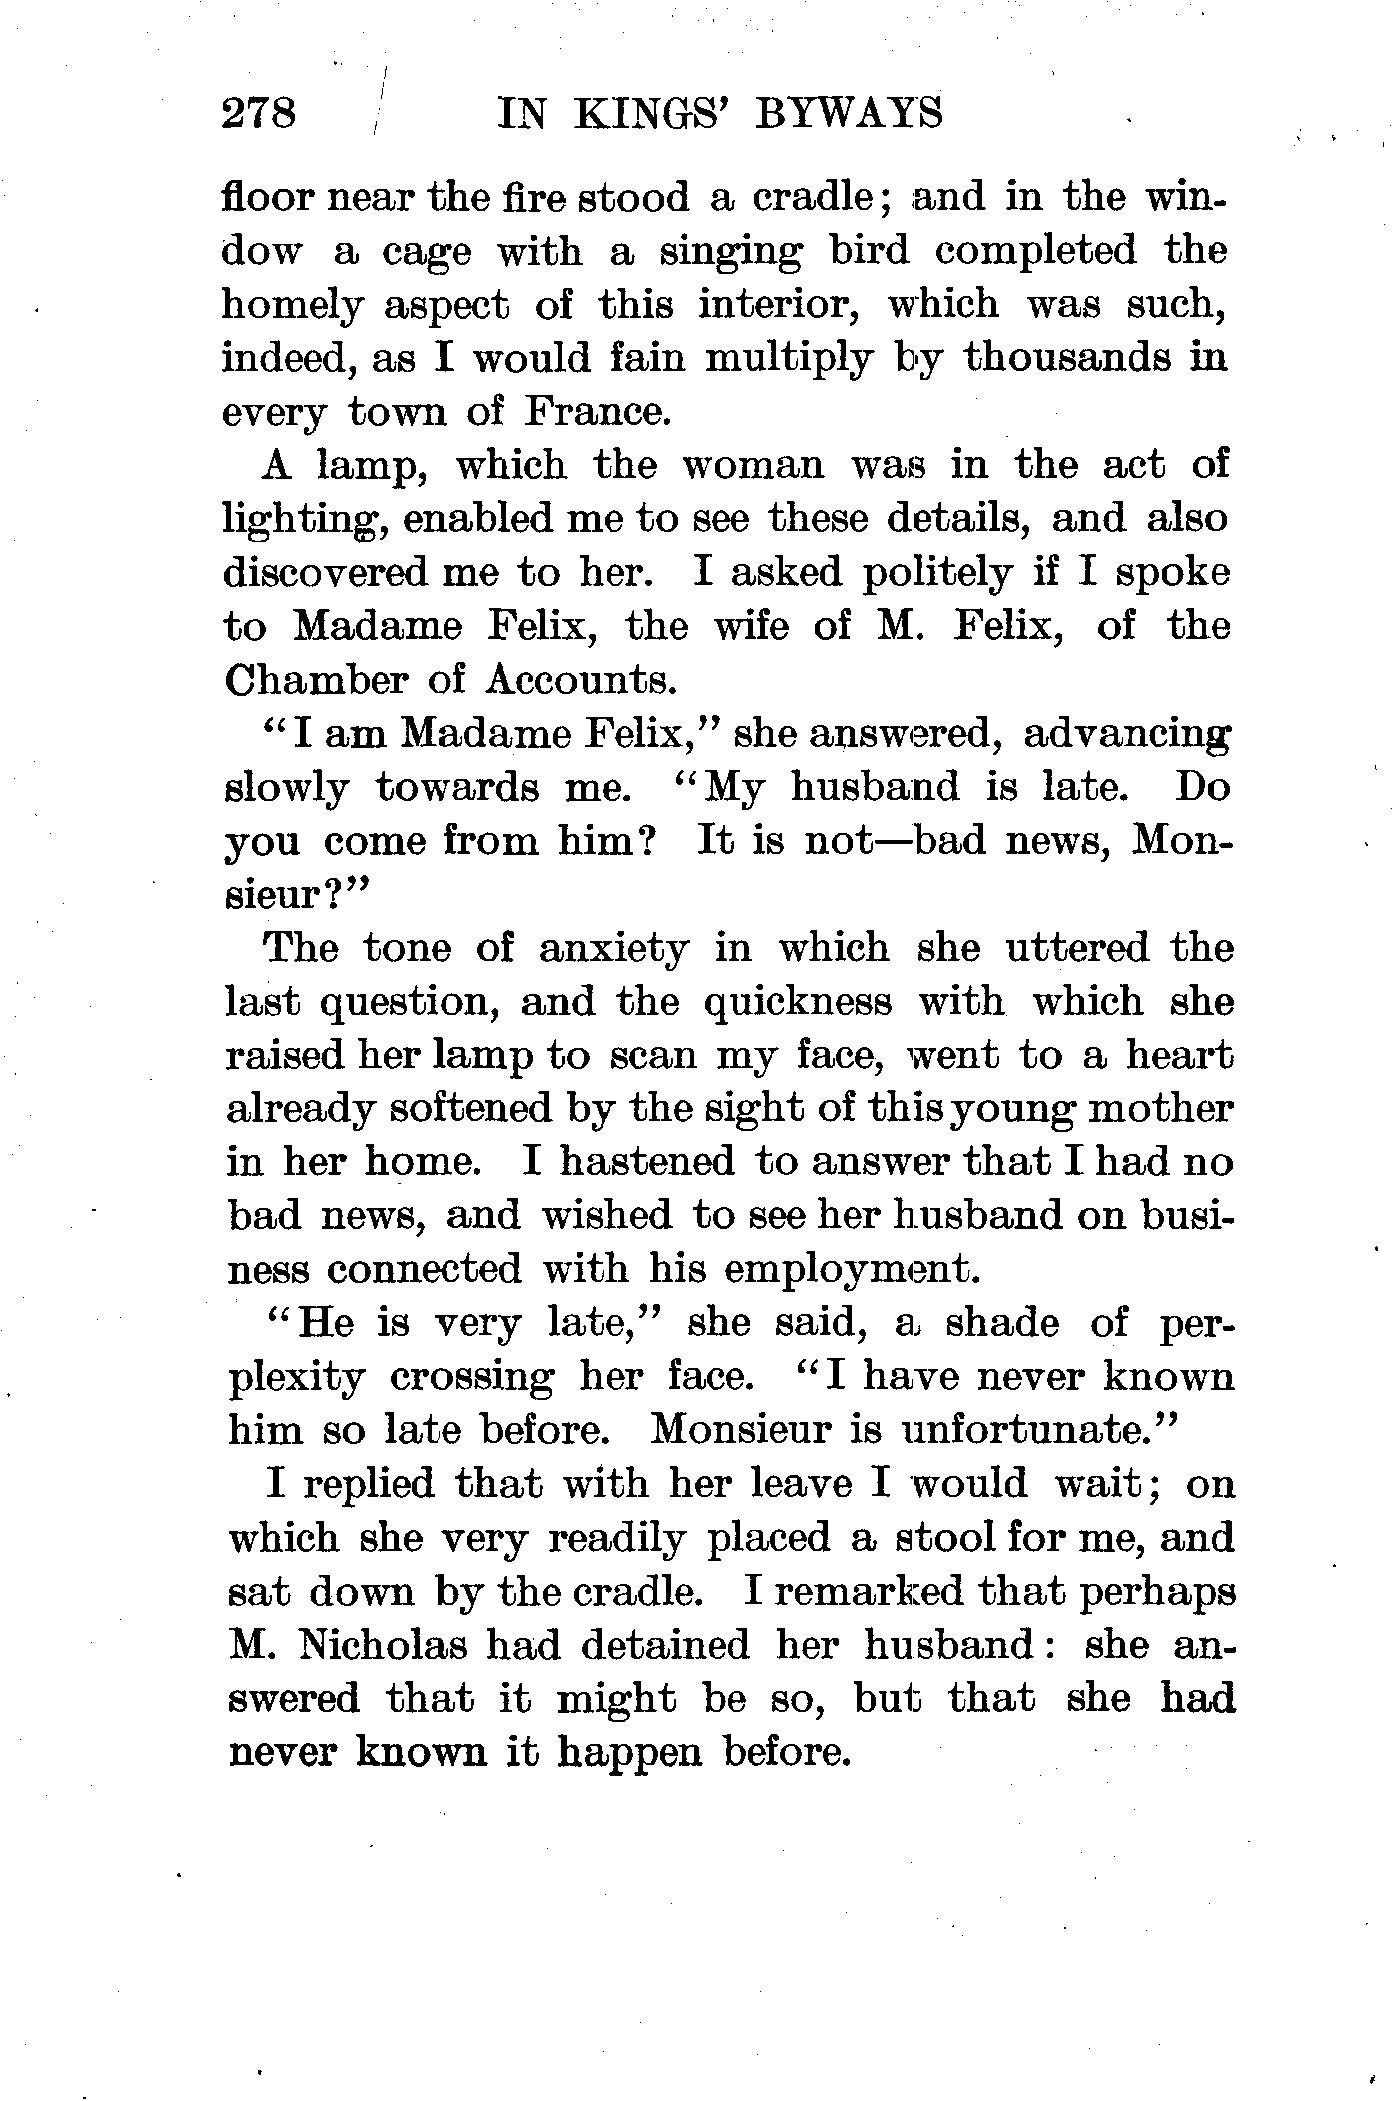 278 IN KINGS' BYWAYS
floor near the fire stood a cradle; and in the win-
dow a cage with a singing bird completed the
homely aspect of this interior, which was such,
indeed, as I would fain multiply by thousands in
every town of France.
A lamp, which the woman was in the act of
lighting, enabled me to see these details, and also
discovered me to her. I asked politely if I spoke
to Madame Felix, the wife of M. Felix, of the
Chamber of Accounts.
"I am Madame Felix," she answered, advancing
slowly towards me. "My husband is late. Do
you come from him? It is not—bad news, Mon-
sieur?"
The tone of anxiety in which she uttered the
last question, and the quickness with which she
raised her lamp to scan my face, went to a heart
already softened by the sight of this young mother
in her home. I hastened to answer that I had no
bad news, and wished to see her husband on busi-
ness connected with his employment.
"He is very late," she said, a shade of per-
plexity crossing her face. "I have never known
him so late before. Monsieur is unfortunate."
I replied that with her leave I would wait; on
which she very readily placed a stool for me, and
sat down by the cradle. I remarked that perhaps
M. Nicholas had detained her husband: she an-
swered that it might be so, but that she had
never known it happen before.